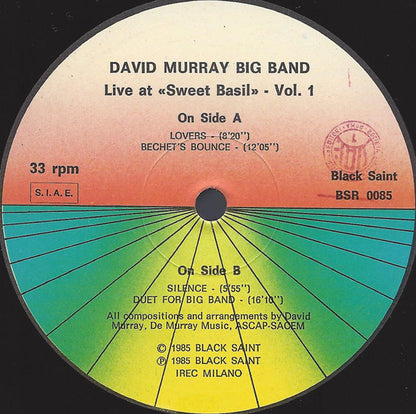 DAVID MURRAY BIG BAND
Live at «Sweet Basil» - Vol. 1
On Side A
LOVERS - (8'20'')
BECHET'S BOUNCE - (12'05'')
33 rpm
Black Saint
S.I.A.E.
BSR 0085
On Side B
SILENCE - (5'55'')
DUET FOR BIG BAND - (16'10'')
All compositions and arrangements by David
Murray, De Murray Music, ASCAP-SACEM
© 1985 BLACK SAINT
℗ 1985 BLACK SAINT
IREC MILANO